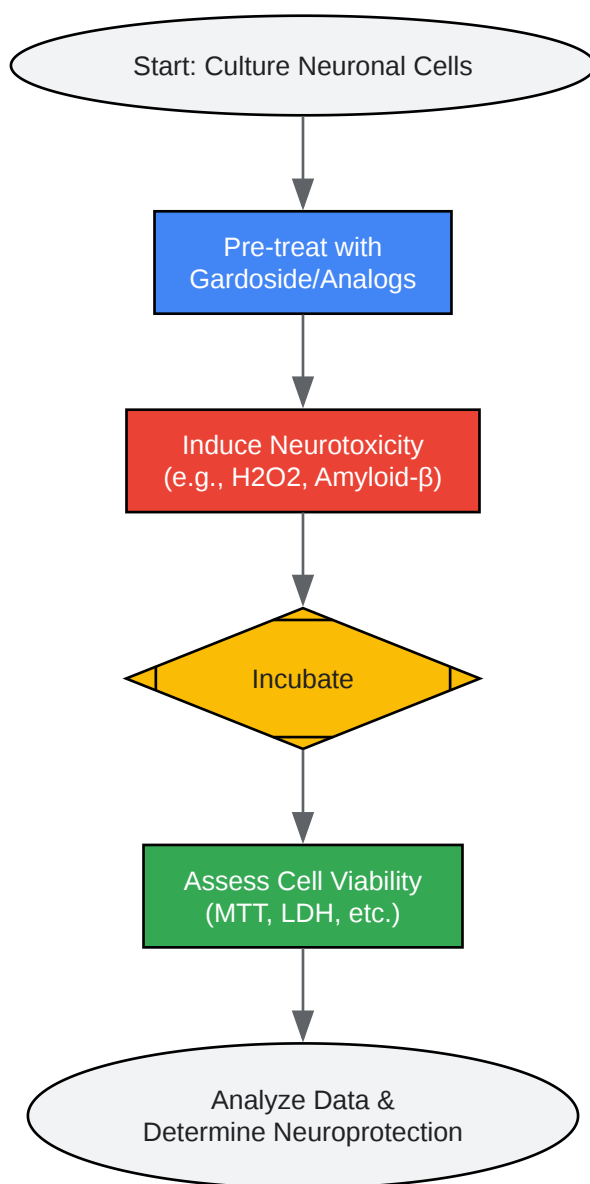 Start: Culture Neuronal Cells
Pre-treat with
Gardoside/Analogs
Induce Neurotoxicity
(e.g., H2O2, Amyloid-β)
Incubate
Assess Cell Viability
(MTT, LDH, etc.)
Analyze Data &
Determine Neuroprotection